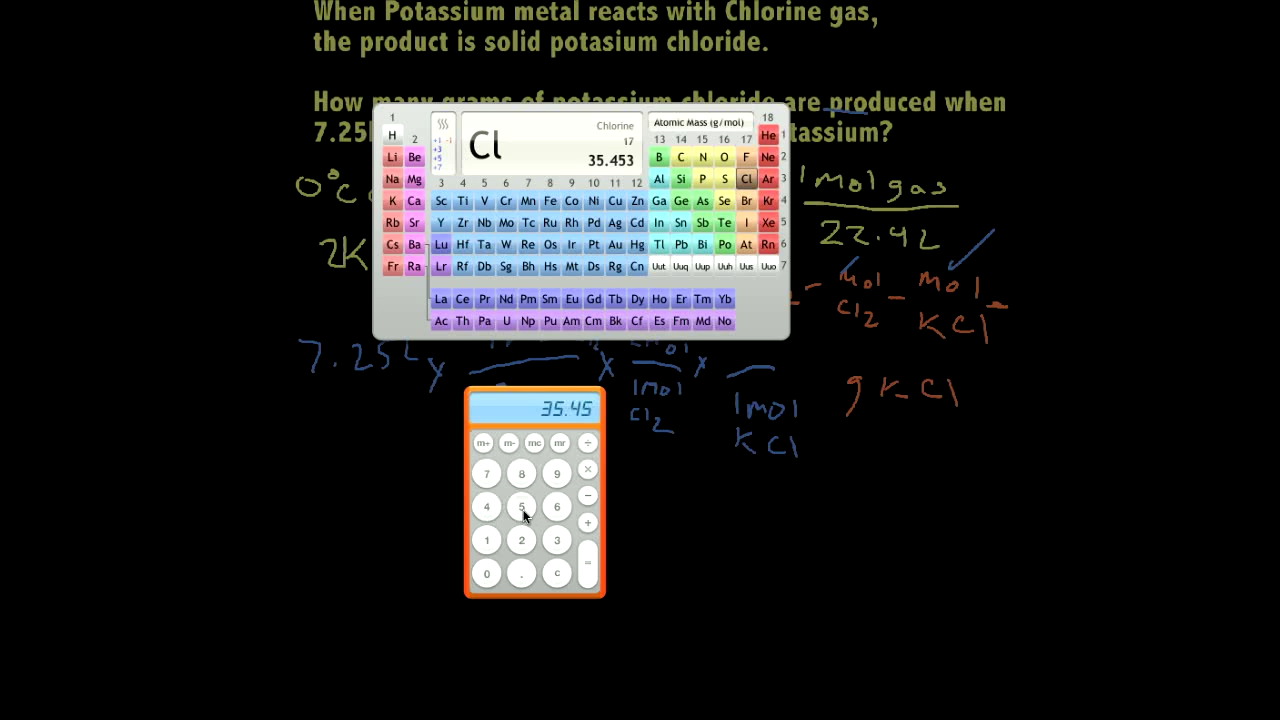 When Potassium metal reacts with Chlorine gas,
the product is solid potasium chloride.
How many grams of potassium chloride are produced when
7.25
tassium?
1 18
H 2 He 1
Chlorine
17
Cl 35.453
+1 -1
+3
+5
+7
Atomic Mass (g/mol)
13 14 15 16 17
Li Be B C N O F Ne 2
Na Mg Al Si P S Cl Ar 3
3 4 5 6 7 8 9 10 11 12
K Ca Sc Ti V Cr Mn Fe Co Ni Cu Zn Ga Ge As Se Br Kr 4
Rb Sr Y Zr Nb Mo Tc Ru Rh Pd Ag Cd In Sn Sb Te I Xe 5
Cs Ba Lu Hf Ta W Re Os Ir Pt Au Hg Tl Pb Bi Po At Rn 6
Fr Ra Lr Rf Db Sg Bh Hs Mt Ds Rg Cn Uut Uuq Uup Uuh Uus Uuo 7
La Ce Pr Nd Pm Sm Eu Gd Tb Dy Ho Er Tm Yb
Ac Th Pa U Np Pu Am Cm Bk Cf Es Fm Md No
0°C
1 mol gas
22.4L
2K
mol Cl2 - mol KCl
g KCl
7.25L x
x
1mol
Cl2
x
1mol
KCl
35.45
m+ m- mc mr ÷
7 8 9 ×
4 5 6 −
1 2 3 +
0 . c =